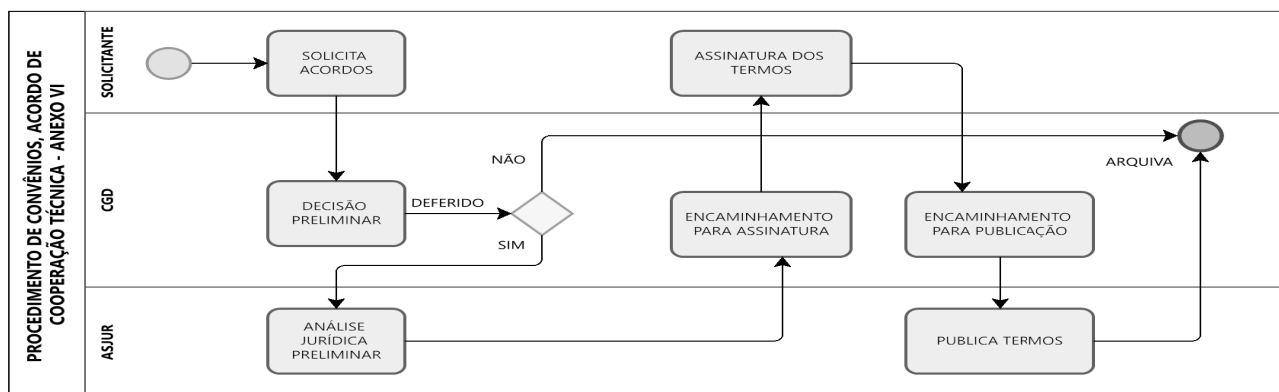 PROCEDIMENTO DE CONVÊNIOS, ACORDO DE
COOPERAÇÃO TÉCNICA - ANEXO VI
SOLICITANTE
SOLICITA
ACORDOS
ASSINATURA DOS
TERMOS
CGD
DECISÃO
PRELIMINAR
DEFERIDO
NÃO
SIM
ENCAMINHAMENTO
PARA ASSINATURA
ENCAMINHAMENTO
PARA PUBLICAÇÃO
ARQUIVA
ASJUR
ANÁLISE
JURÍDICA
PRELIMINAR
PUBLICA TERMOS